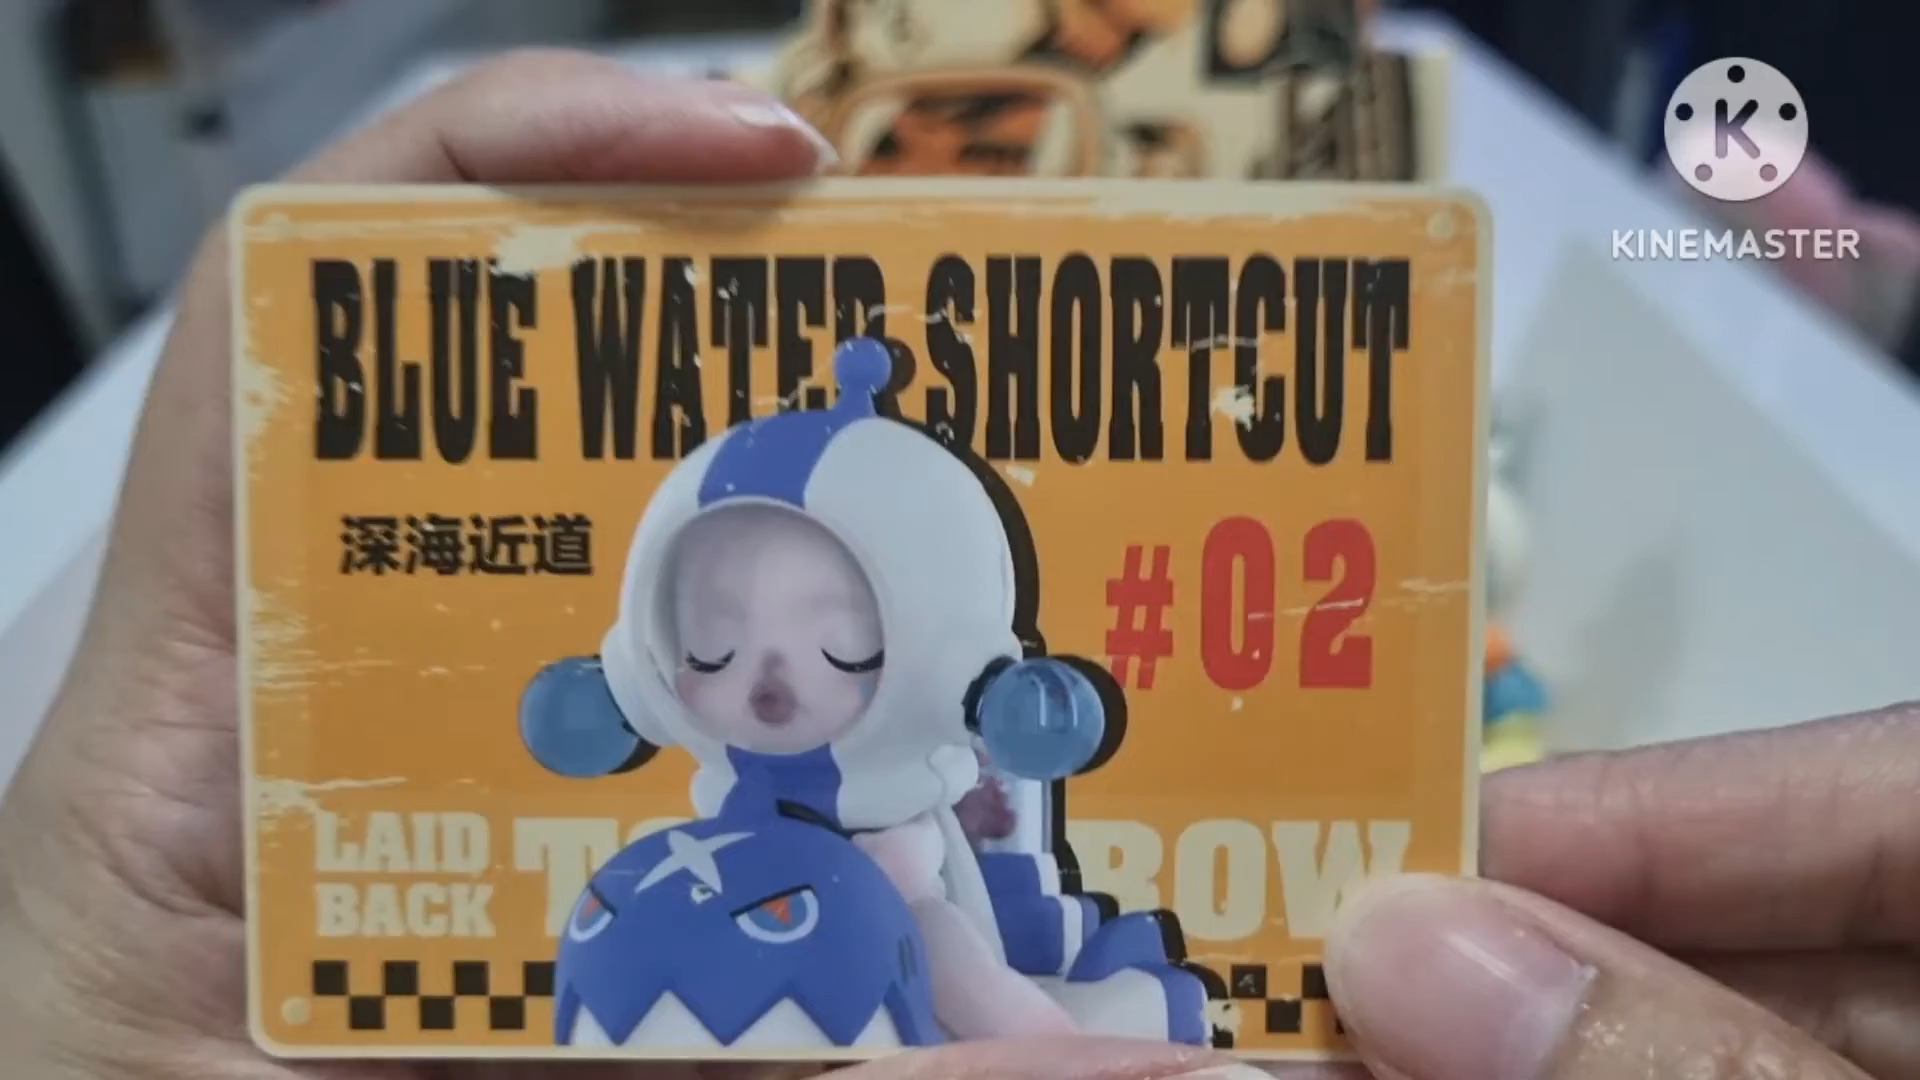 K
KINEMASTER
BLUE WATER SHORTCUT
深海近道
#02
LAID
BACK